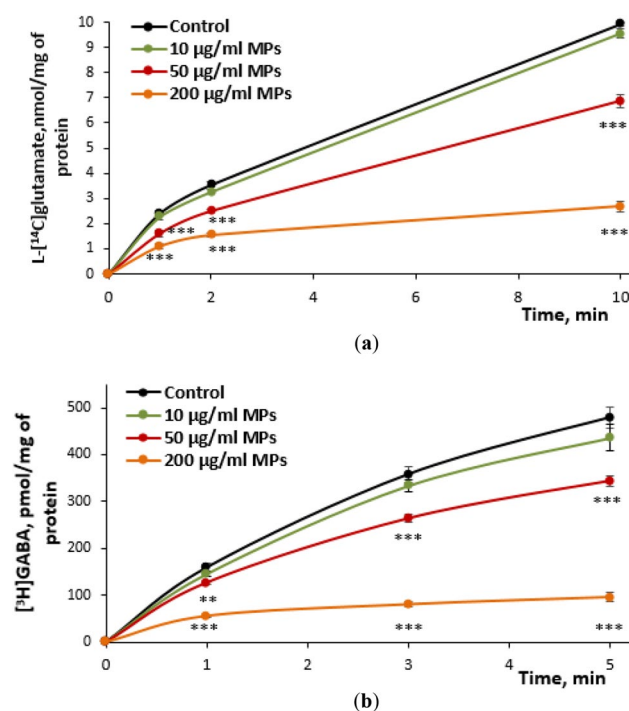 Control
10 µg/ml MPs
50 µg/ml MPs
200 µg/ml MPs
L-[¹⁴C]glutamate,nmol/mg of
protein
10
9
8
7
6
5
4
3
2
1
0
***
***
***
***
***
***
0 2 4 6 8 10
Time, min
(a)
Control
10 µg/ml MPs
50 µg/ml MPs
200 µg/ml MPs
[³H]GABA, pmol/mg of
protein
500
400
300
200
100
0
***
***
**
***
***
***
0 1 2 3 4 5
Time, min
(b)